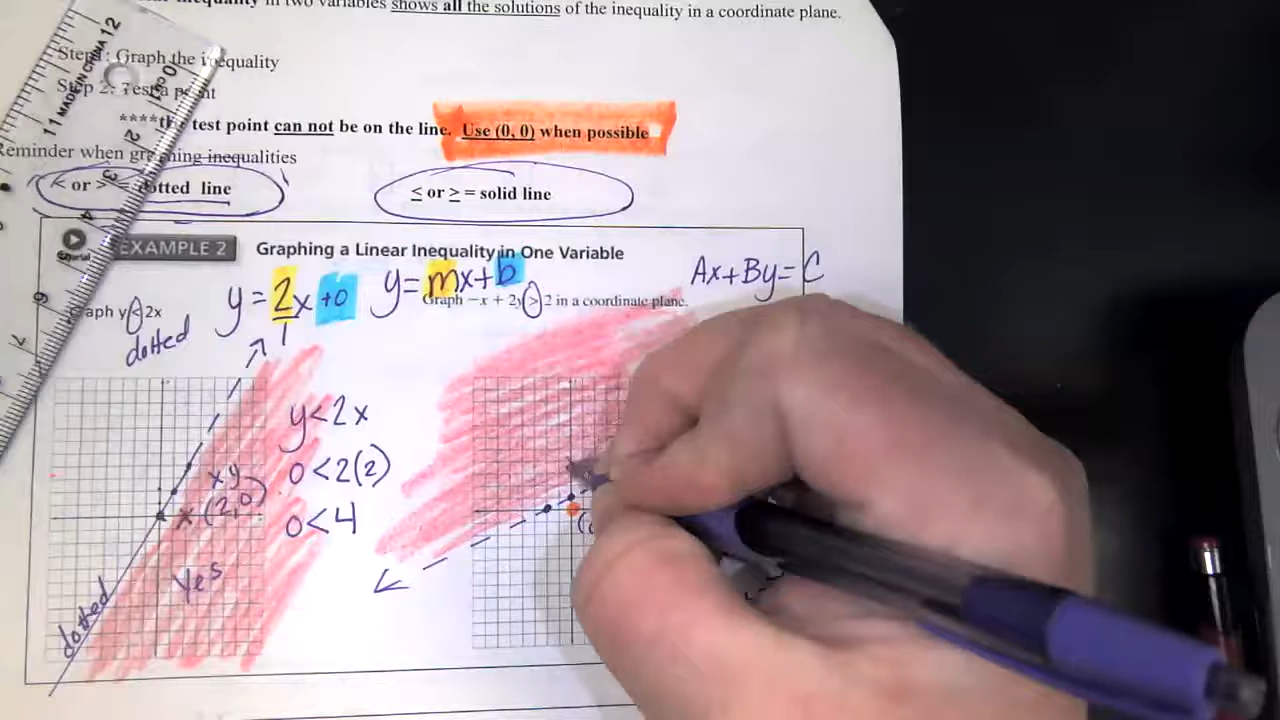 in two variables shows all the solutions of the inequality in a coordinate plane.
Step 1: Graph the inequality
Step 2: Test a point
****the test point can not be on the line. Use (0, 0) when possible
Reminder when graphing inequalities
< or > = dotted line
≤ or ≥ = solid line
EXAMPLE 2 Graphing a Linear Inequality in One Variable
y = 2x +0
1
y=mx+b
Ax+By=C
Graph y < 2x
Graph −x + 2y > 2 in a coordinate plane.
dotted
y<2x
0<2(2)
0<4
x y
x (2,0)
yes
dotted
MADE IN CHINA